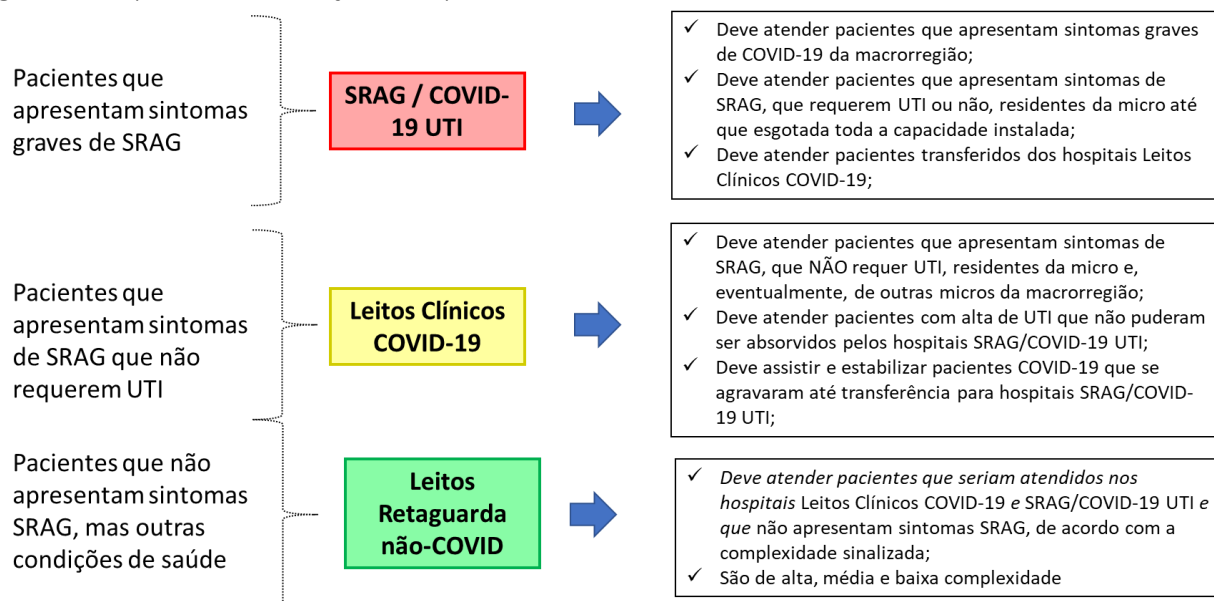 Pacientes que
apresentam sintomas
graves de SRAG
SRAG / COVID-
19 UTI
✓ Deve atender pacientes que apresentam sintomas graves
de COVID-19 da macrorregião;
✓ Deve atender pacientes que apresentam sintomas de
SRAG, que requerem UTI ou não, residentes da micro até
que esgotada toda a capacidade instalada;
✓ Deve atender pacientes transferidos dos hospitais Leitos
Clínicos COVID-19;
Pacientes que
apresentam sintomas
de SRAG que não
requerem UTI
Leitos Clínicos
COVID-19
✓ Deve atender pacientes que apresentam sintomas de
SRAG, que NÃO requer UTI, residentes da micro e,
eventualmente, de outras micros da macrorregião;
✓ Deve atender pacientes com alta de UTI que não puderam
ser absorvidos pelos hospitais SRAG/COVID-19 UTI;
✓ Deve assistir e estabilizar pacientes COVID-19 que se
agravaram até transferência para hospitais SRAG/COVID-
19 UTI;
Pacientes que não
apresentam sintomas
SRAG, mas outras
condições de saúde
Leitos
Retaguarda
não-COVID
✓ Deve atender pacientes que seriam atendidos nos
hospitais Leitos Clínicos COVID-19 e SRAG/COVID-19 UTI e
que não apresentam sintomas SRAG, de acordo com a
complexidade sinalizada;
✓ São de alta, média e baixa complexidade